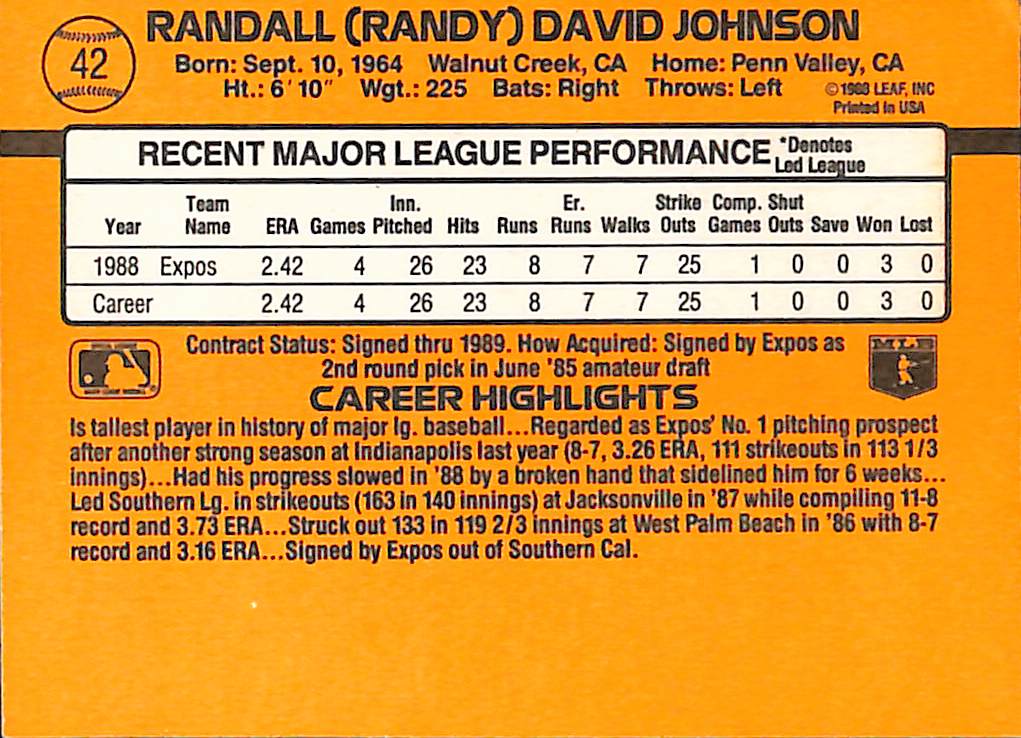 RANDALL (RANDY) DAVID JOHNSON
42
Born: Sept. 10, 1964 Walnut Creek, CA Home: Penn Valley, CA
Ht.: 6'10" Wgt.: 225 Bats: Right Throws: Left
©1988 LEAF, INC
Printed in USA
RECENT MAJOR LEAGUE PERFORMANCE *Denotes
Led League
Team Inn. Er. Strike Comp. Shut
Year Name ERA Games Pitched Hits Runs Runs Walks Outs Games Outs Save Won Lost
1988 Expos 2.42 4 26 23 8 7 7 25 1 0 0 3 0
Career 2.42 4 26 23 8 7 7 25 1 0 0 3 0
Contract Status: Signed thru 1989. How Acquired: Signed by Expos as
2nd round pick in June '85 amateur draft
MLB
CAREER HIGHLIGHTS
Is tallest player in history of major lg. baseball...Regarded as Expos' No. 1 pitching prospect
after another strong season at Indianapolis last year (8-7, 3.26 ERA, 111 strikeouts in 113 1/3
innings)...Had his progress slowed in '88 by a broken hand that sidelined him for 6 weeks...
Led Southern Lg. in strikeouts (163 in 140 innings) at Jacksonville in '87 while compiling 11-8
record and 3.73 ERA...Struck out 133 in 119 2/3 innings at West Palm Beach in '86 with 8-7
record and 3.16 ERA...Signed by Expos out of Southern Cal.